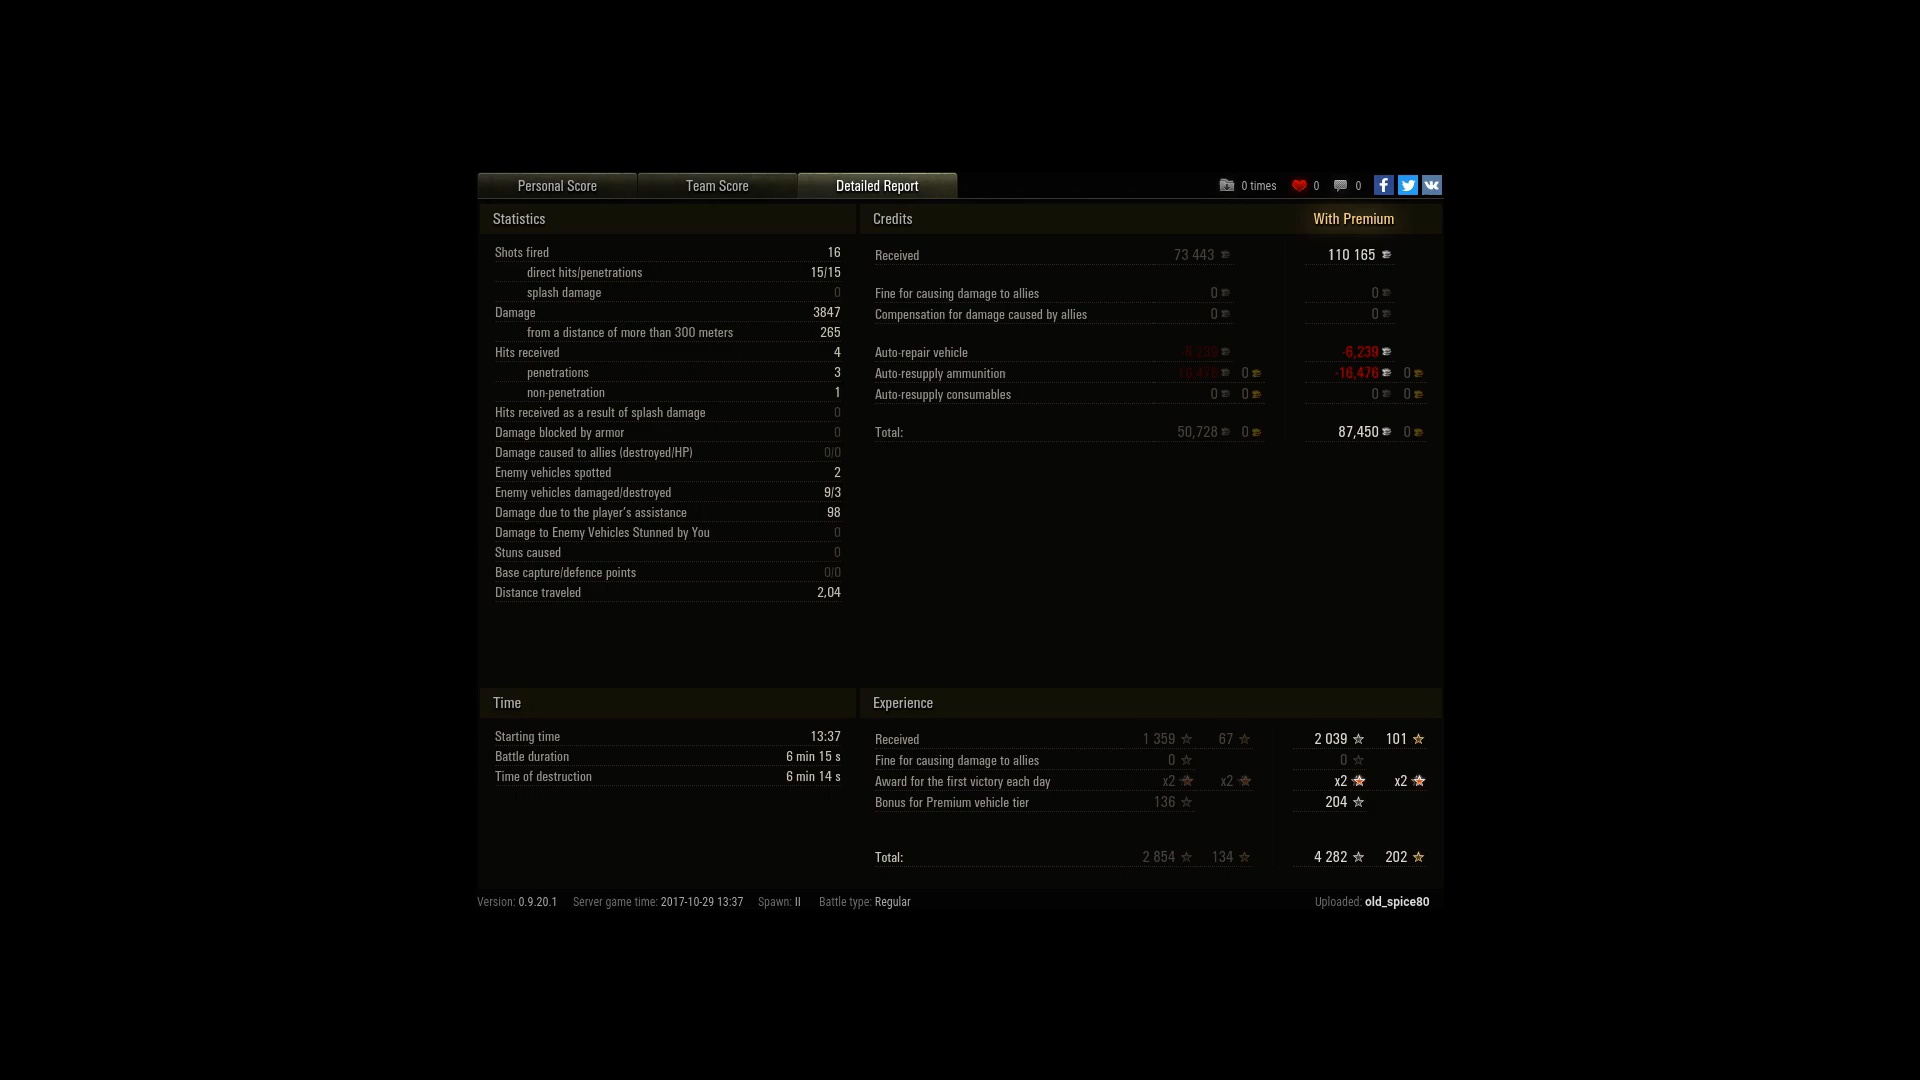 Personal Score Team Score Detailed Report 0 times 0 0
Statistics
Shots fired 16
direct hits/penetrations 15/15
splash damage 0
Damage 3847
from a distance of more than 300 meters 265
Hits received 4
penetrations 3
non-penetration 1
Hits received as a result of splash damage 0
Damage blocked by armor 0
Damage caused to allies (destroyed/HP) 0/0
Enemy vehicles spotted 2
Enemy vehicles damaged/destroyed 9/3
Damage due to the player's assistance 98
Damage to Enemy Vehicles Stunned by You 0
Stuns caused 0
Base capture/defence points 0/0
Distance traveled 2,04
Credits With Premium
Received 73 443 110 165
Fine for causing damage to allies 0 0
Compensation for damage caused by allies 0 0
Auto-repair vehicle -6,239 -6,239
Auto-resupply ammunition -16,476 0 -16,476 0
Auto-resupply consumables 0 0 0 0
Total: 50,728 0 87,450 0
Time
Starting time 13:37
Battle duration 6 min 15 s
Time of destruction 6 min 14 s
Experience
Received 1 359 67 2 039 101
Fine for causing damage to allies 0 0
Award for the first victory each day x2 x2 x2 x2
Bonus for Premium vehicle tier 136 204
Total: 2 854 134 4 282 202
Version: 0.9.20.1 Server game time: 2017-10-29 13:37 Spawn: II Battle type: Regular Uploaded: old_spice80